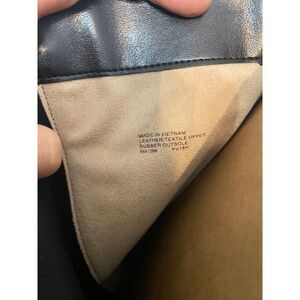 MADE IN VIETNAM
LEATHER/TEXTILE UPPER
RUBBER OUTSOLE